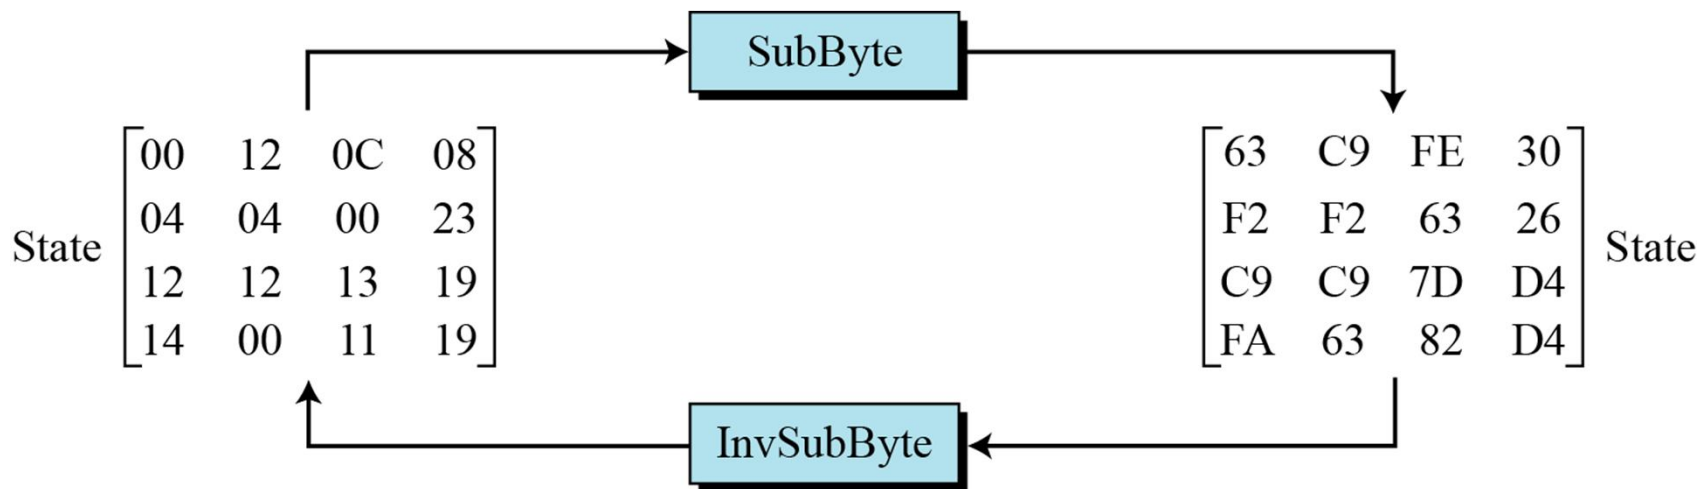 SubByte
00 12 0C 08
63 C9 FE 30
04 04 00 23
F2 F2 63 26
State
State
12 12 13 19
C9 C9 7D D4
14 00 11 19
FA 63 82 D4
InvSubByte